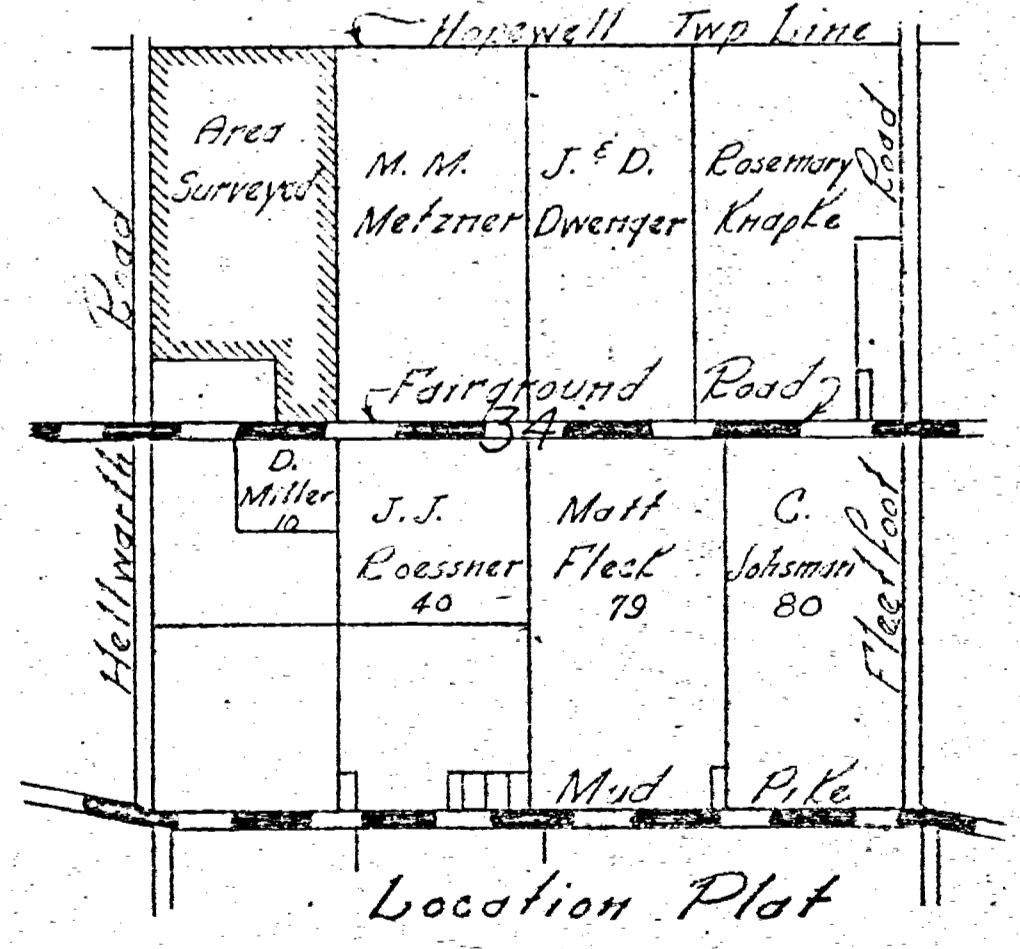 Hopewell Twp Line
Area
Surveyed
M. M.
Metzner
J. & D.
Dwenger
Rosemary
Knapke
Road
Road
Fairground Road
34
D.
Miller
10
J. J.
Roessner
40
Matt
Fleck
79
C.
Johsman
80
Hellwarth
Fleetfoot
Mud Pike
Location Plat